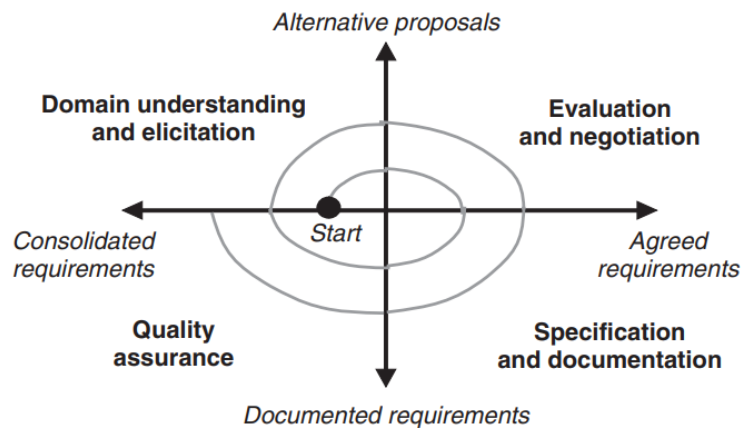 Alternative proposals
Domain understanding
and elicitation
Evaluation
and negotiation
Start
Consolidated
requirements
Agreed
requirements
Quality
assurance
Specification
and documentation
Documented requirements